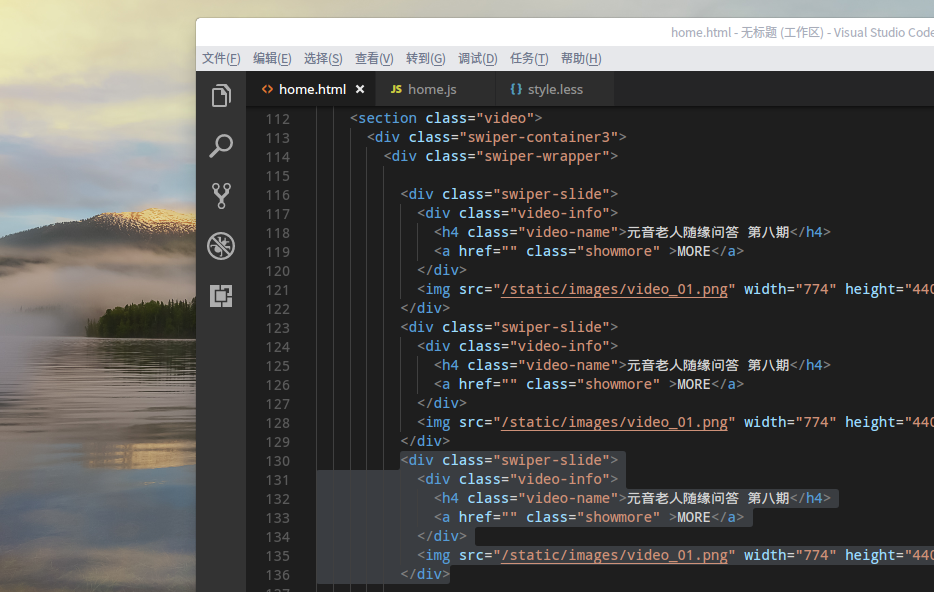 home.html - 无标题 (工作区) - Visual Studio Code
文件(F) 编辑(E) 选择(S) 查看(V) 转到(G) 调试(D) 任务(T) 帮助(H)
<> home.html × JS home.js {} style.less
112 <section class="video">
113 <div class="swiper-container3">
114 <div class="swiper-wrapper">
115
116 <div class="swiper-slide">
117 <div class="video-info">
118 <h4 class="video-name">元音老人随缘问答 第八期</h4>
119 <a href="" class="showmore" >MORE</a>
120 </div>
121 <img src="/static/images/video_01.png" width="774" height="440
122 </div>
123 <div class="swiper-slide">
124 <div class="video-info">
125 <h4 class="video-name">元音老人随缘问答 第八期</h4>
126 <a href="" class="showmore" >MORE</a>
127 </div>
128 <img src="/static/images/video_01.png" width="774" height="440
129 </div>
130 <div class="swiper-slide">
131 <div class="video-info">
132 <h4 class="video-name">元音老人随缘问答 第八期</h4>
133 <a href="" class="showmore" >MORE</a>
134 </div>
135 <img src="/static/images/video_01.png" width="774" height="440
136 </div>